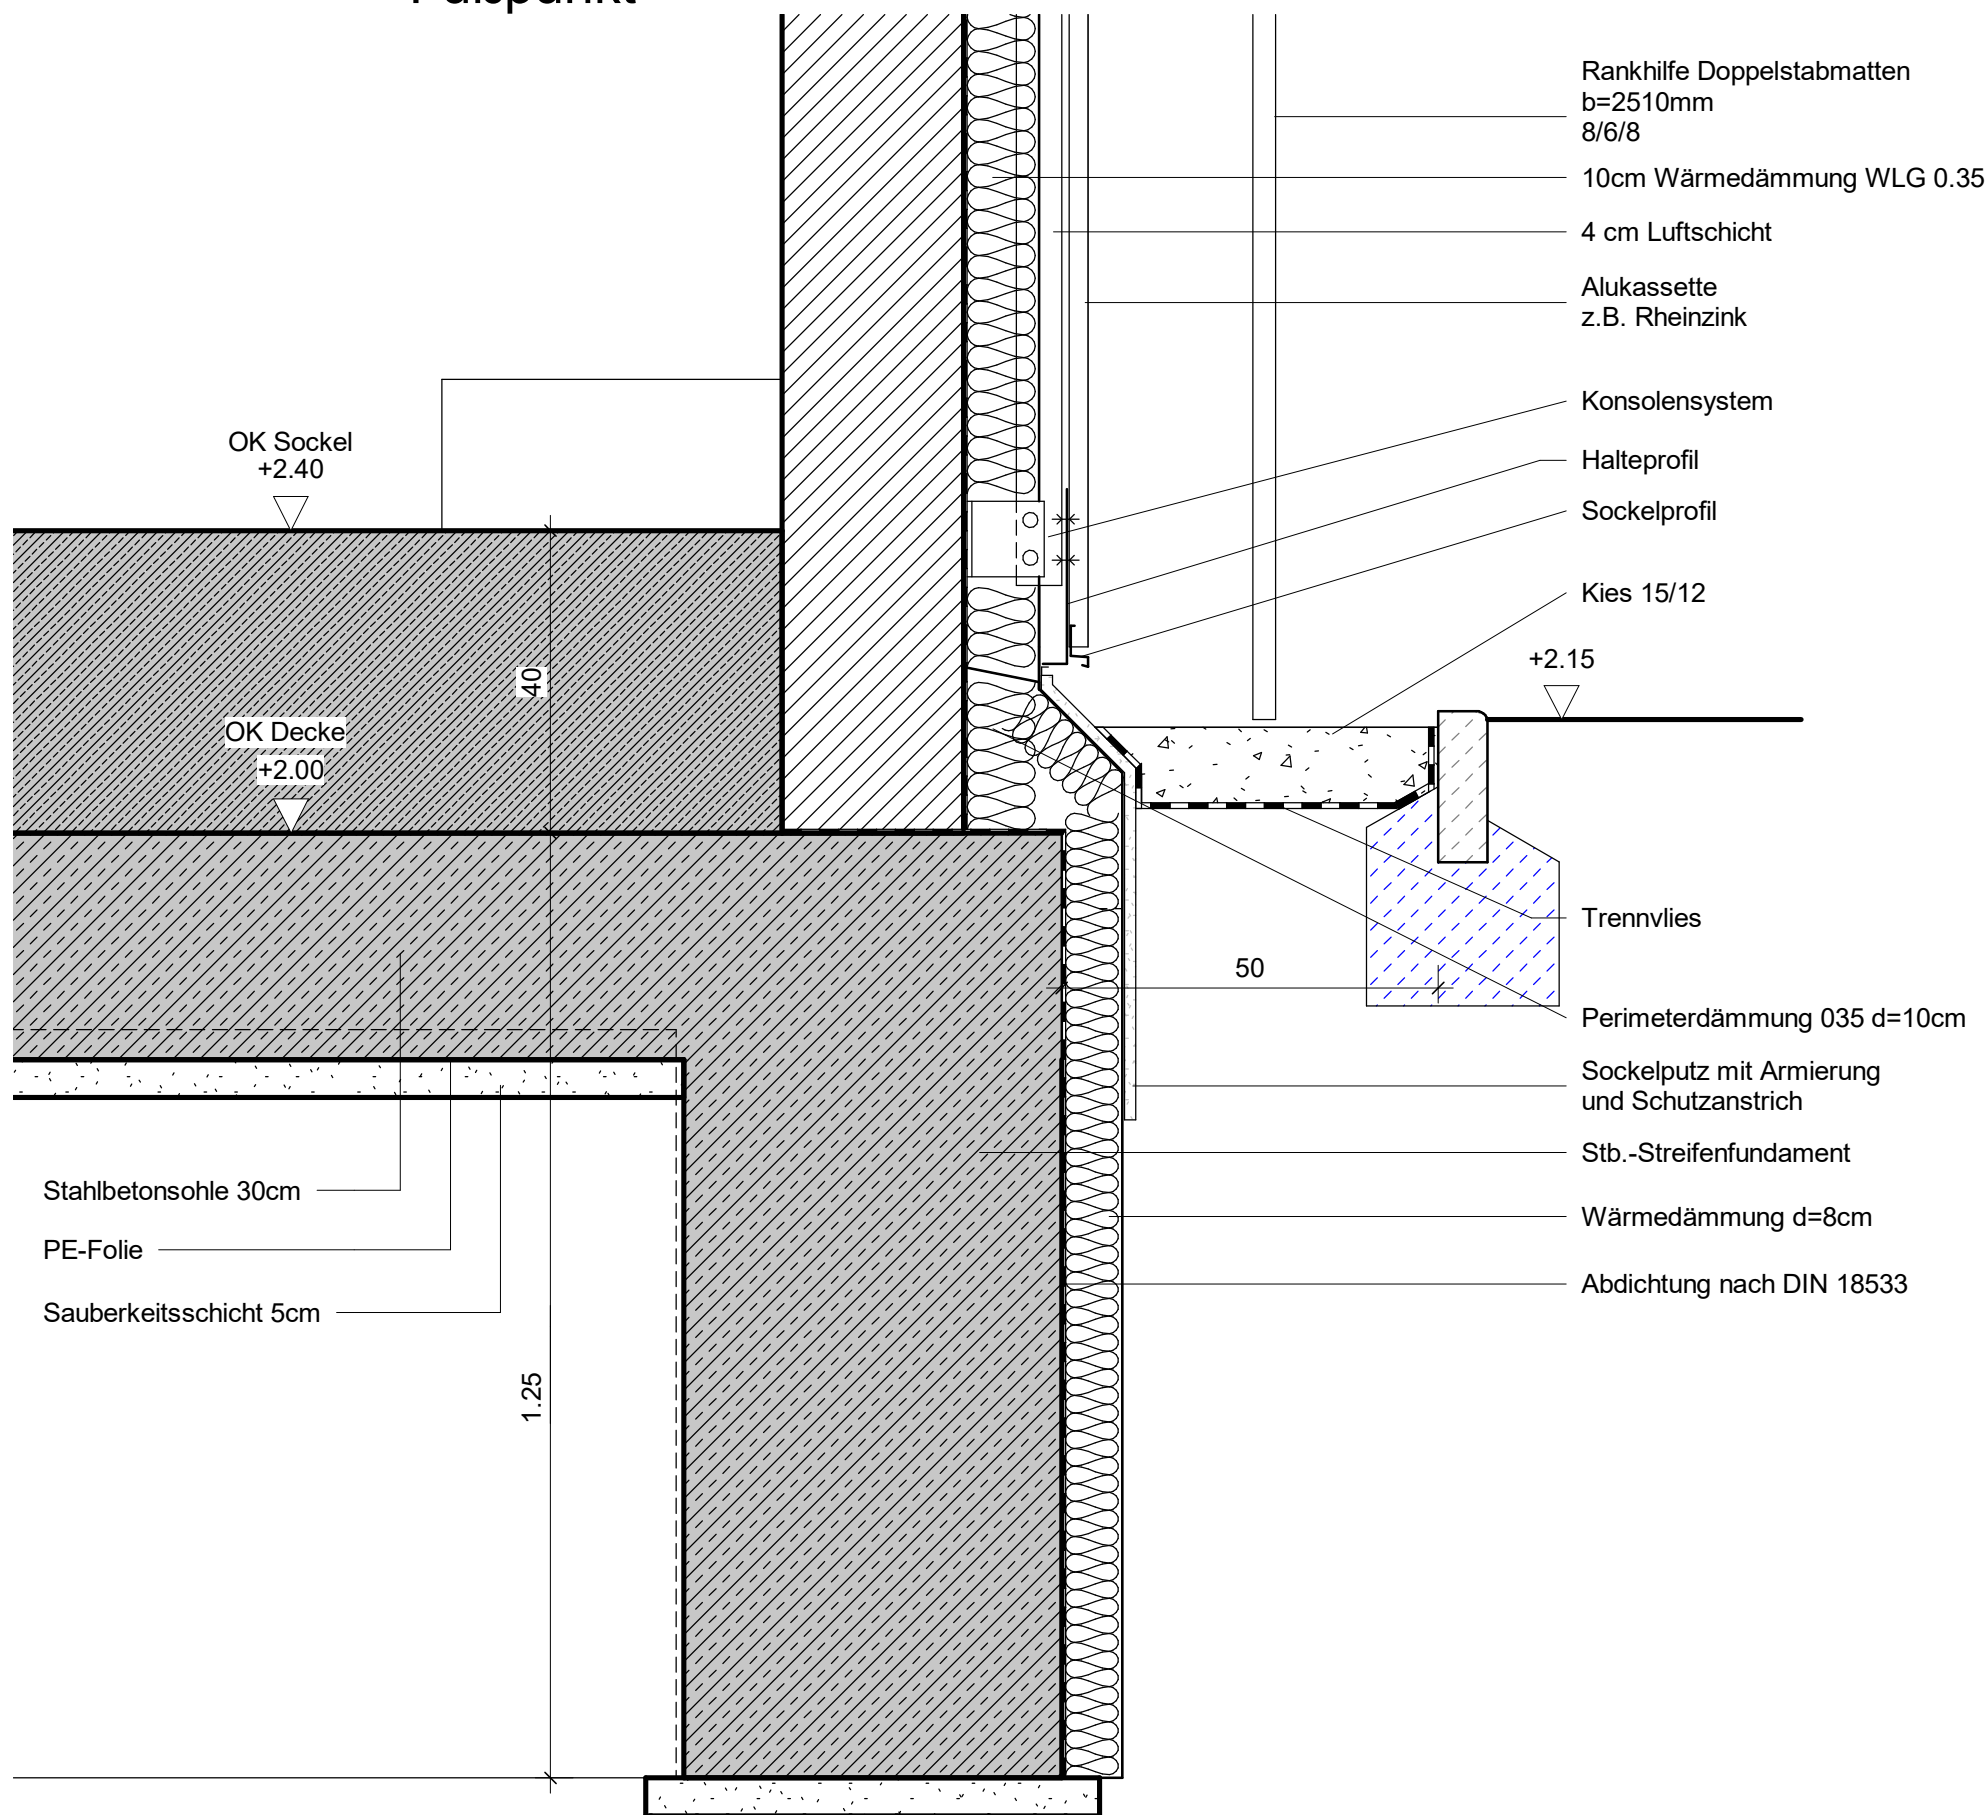 Rankhilfe Doppelstabmatten
b=2510mm
8/6/8
10cm Wärmedämmung WLG 0.35
4 cm Luftschicht
Alukassette
z.B. Rheinzink
Konsolensystem
Halteprofil
Sockelprofil
Kies 15/12
+2.15
OK Sockel
+2.40
40
OK Decke
+2.00
Trennvlies
50
Perimeterdämmung 035 d=10cm
Sockelputz mit Armierung
und Schutzanstrich
Stb.-Streifenfundament
Wärmedämmung d=8cm
Abdichtung nach DIN 18533
Stahlbetonsohle 30cm
PE-Folie
Sauberkeitsschicht 5cm
1.25